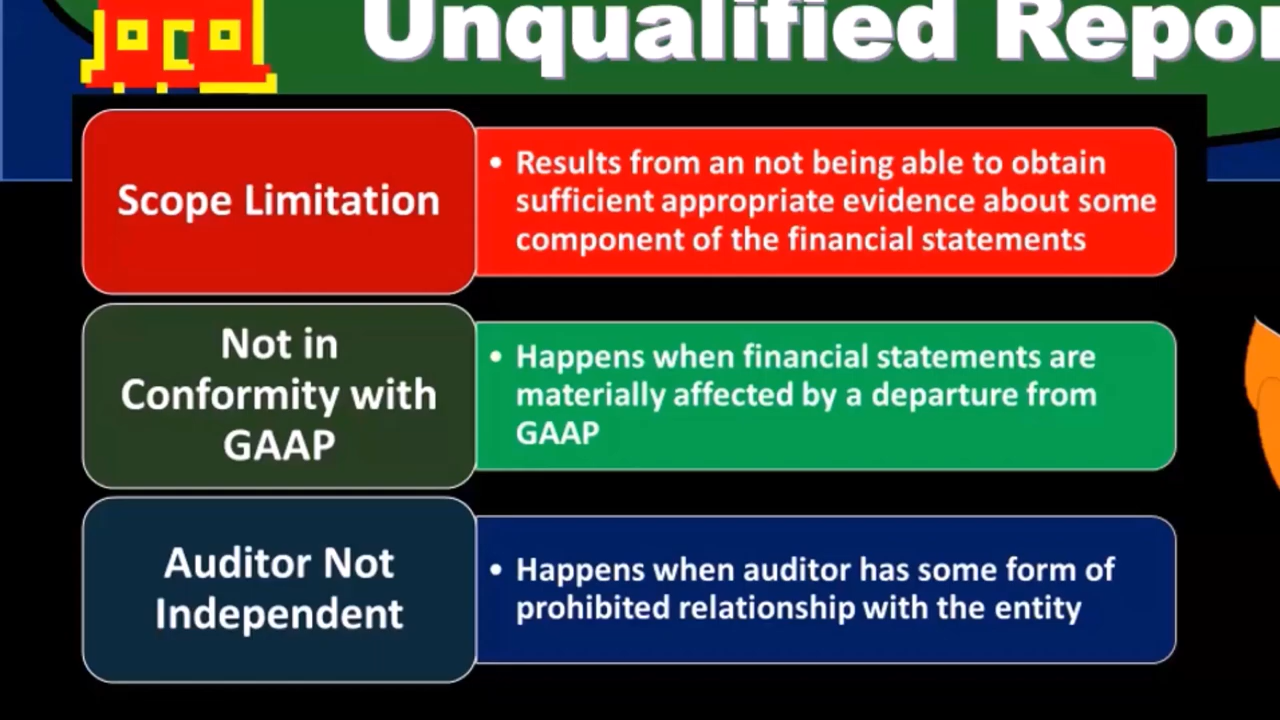 Unqualified Repor
Scope Limitation
• Results from an not being able to obtain
sufficient appropriate evidence about some
component of the financial statements
Not in
Conformity with
GAAP
• Happens when financial statements are
materially affected by a departure from
GAAP
Auditor Not
Independent
• Happens when auditor has some form of
prohibited relationship with the entity